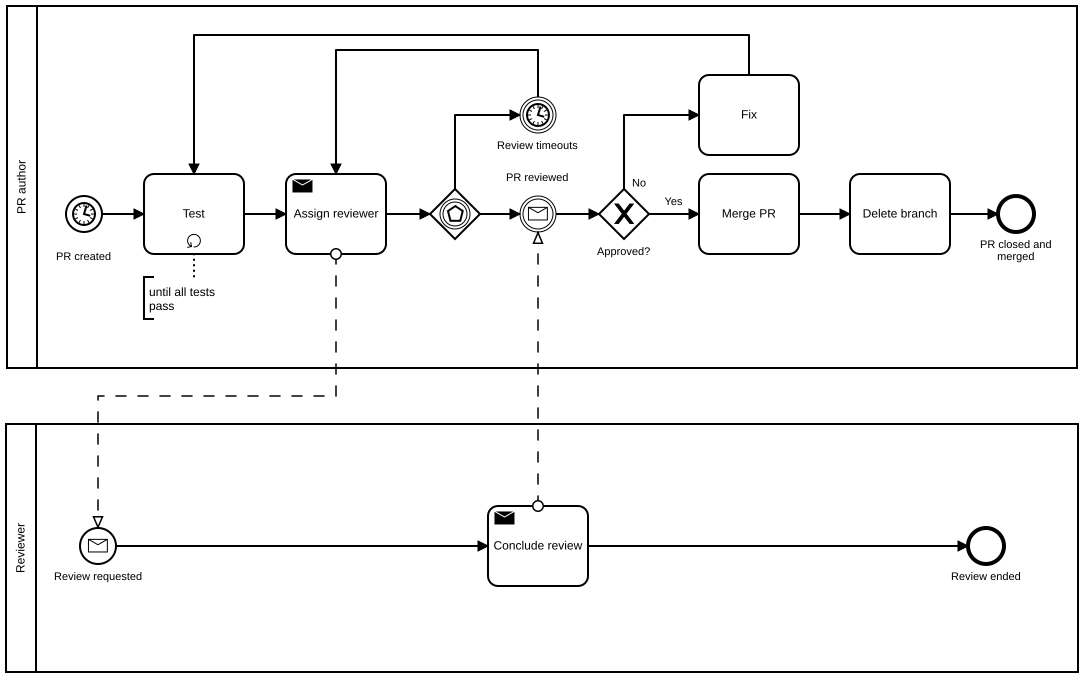 PR author
Fix
Review timeouts
PR reviewed
No
Yes
Test
Assign reviewer
Merge PR
Delete branch
PR created
Approved?
PR closed and
merged
until all tests
pass
Reviewer
Conclude review
Review requested
Review ended